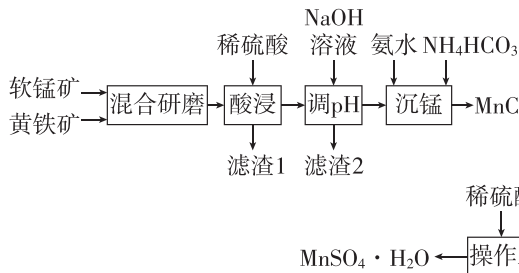 NaOH
稀硫酸 溶液 氨水 NH₄HCO₃
软锰矿
黄铁矿
混合研磨 酸浸 调pH 沉锰 MnC
滤渣1 滤渣2
稀硫
MnSO₄·H₂O 操作